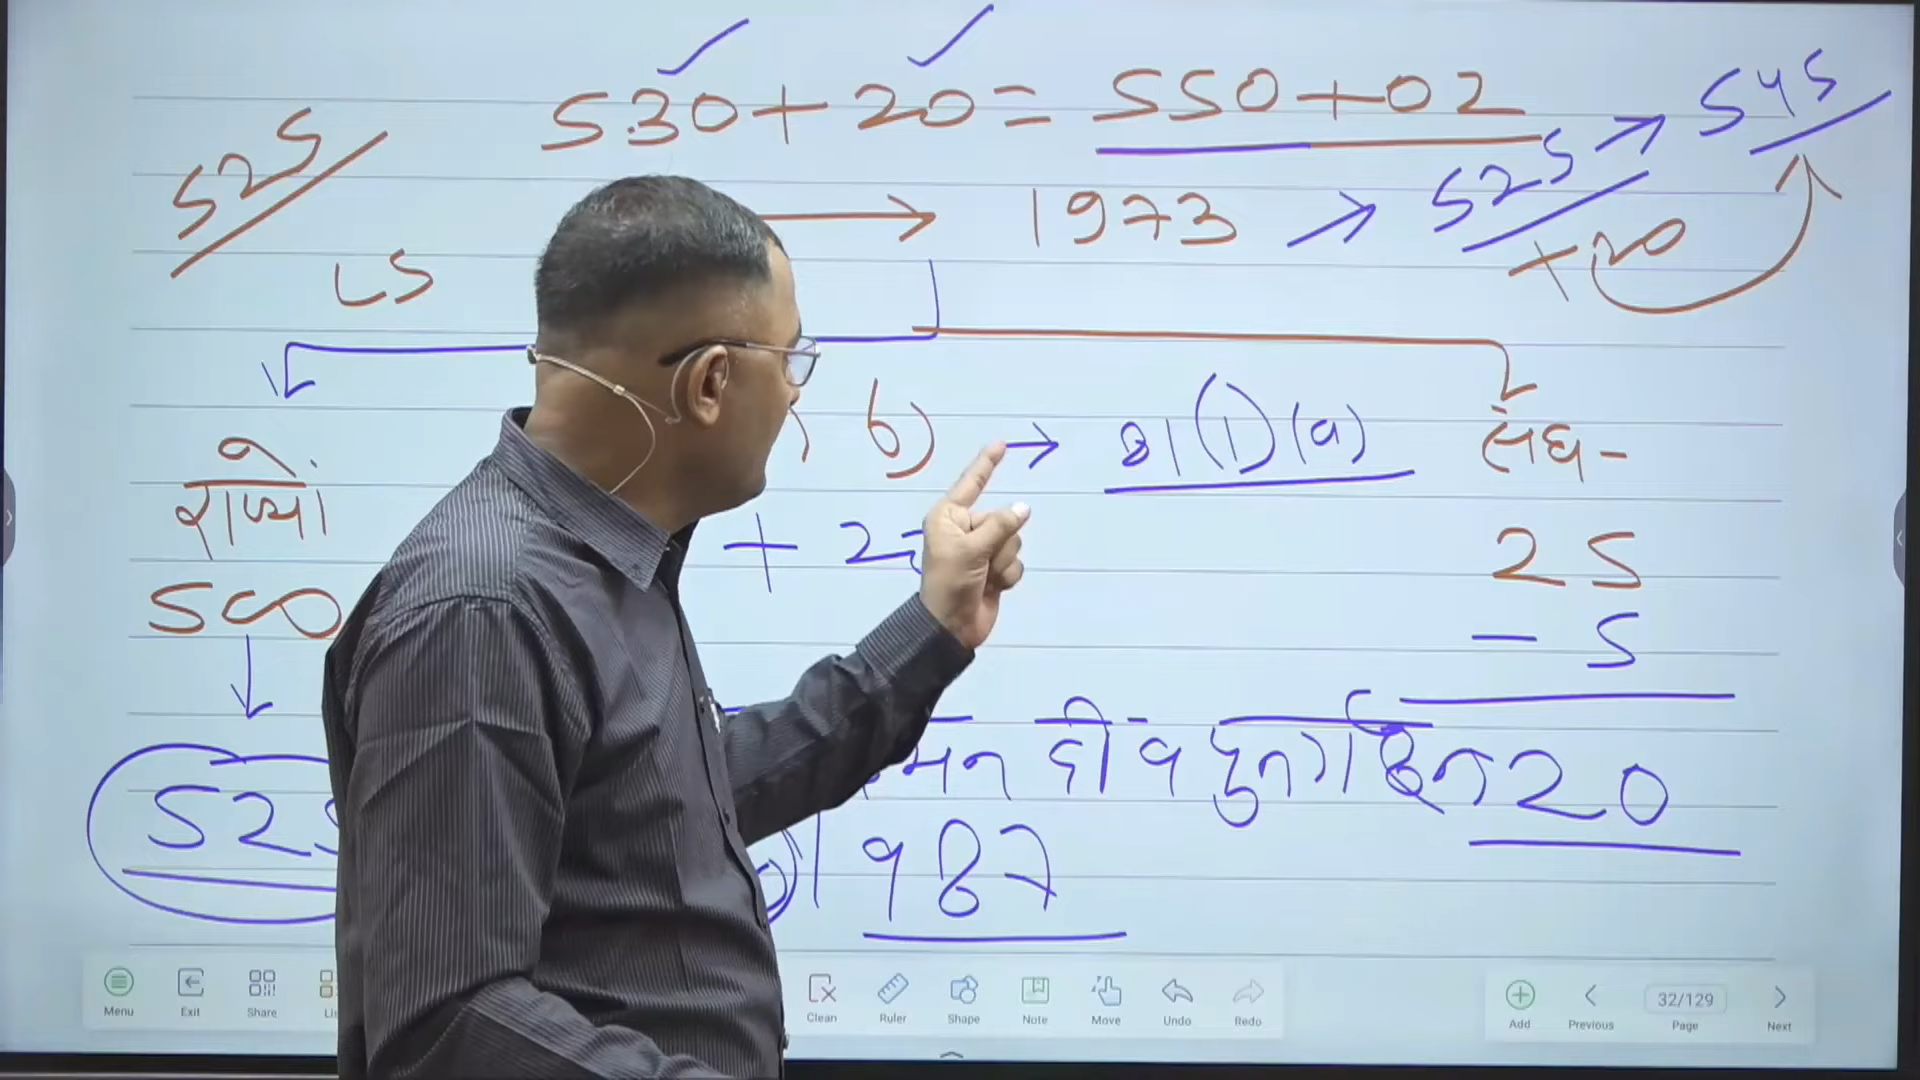 530+20=550+02
525
545
→ 1973 → 525 →
+20
LS
b) → 81(1)(a)
संघ-
राज्यों
500
+ 2
25
- 5
525
20
987
Menu Exit Share Clean Ruler Shape Note Move Undo Redo Add Previous 32/129 Page Next